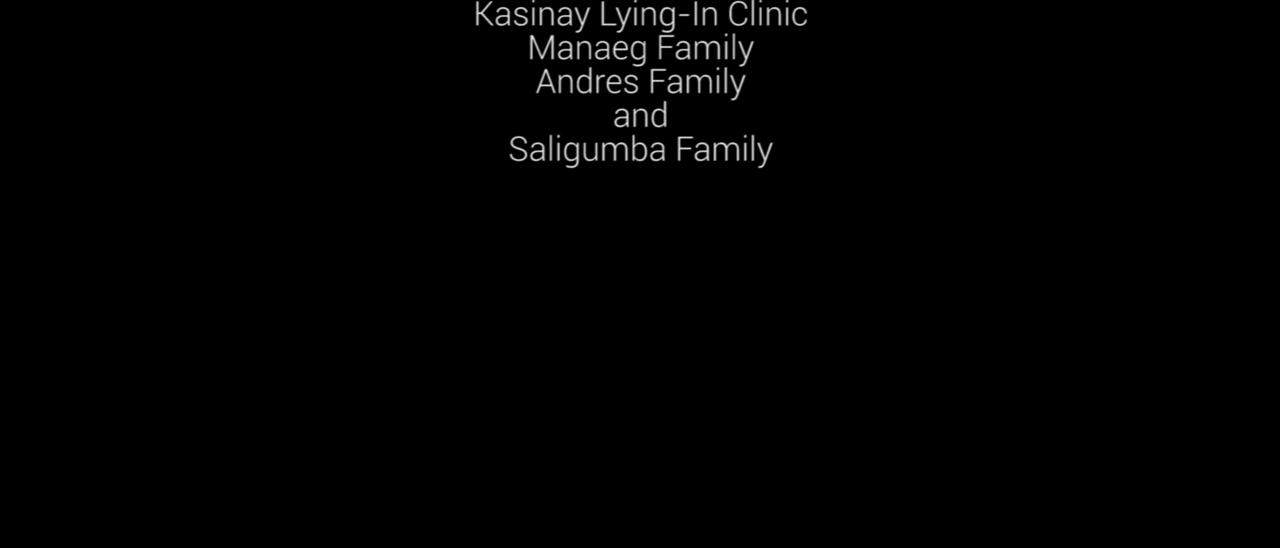 Kasinay Lying-In Clinic
Manaeg Family
Andres Family
and
Saligumba Family